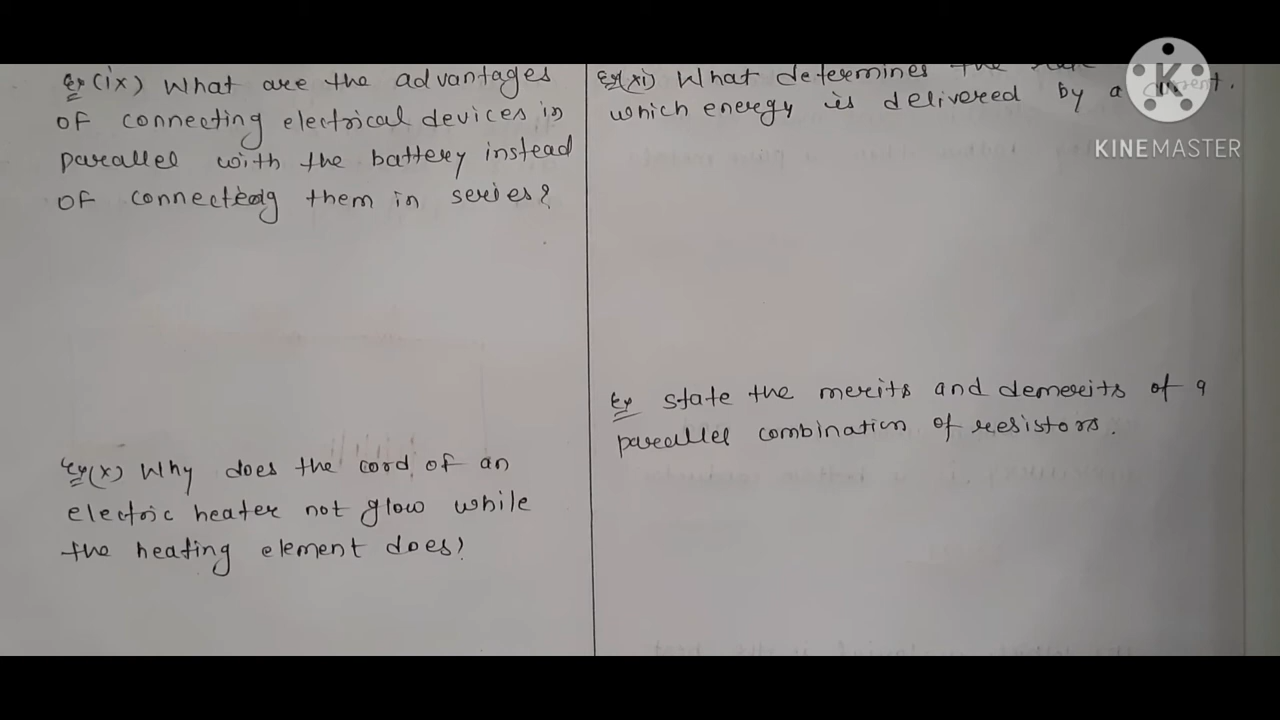 Ex (ix) What are the advantages
of connecting electrical devices in
parallel with the battery instead
of connecting them in series?
Ex (x) Why does the cord of an
electric heater not glow while
the heating element does?
Ex (xi) What determines the
which energy is delivered by a
Ex State the merits and demerits of a
parallel combination of resistors.
K
KINEMASTER